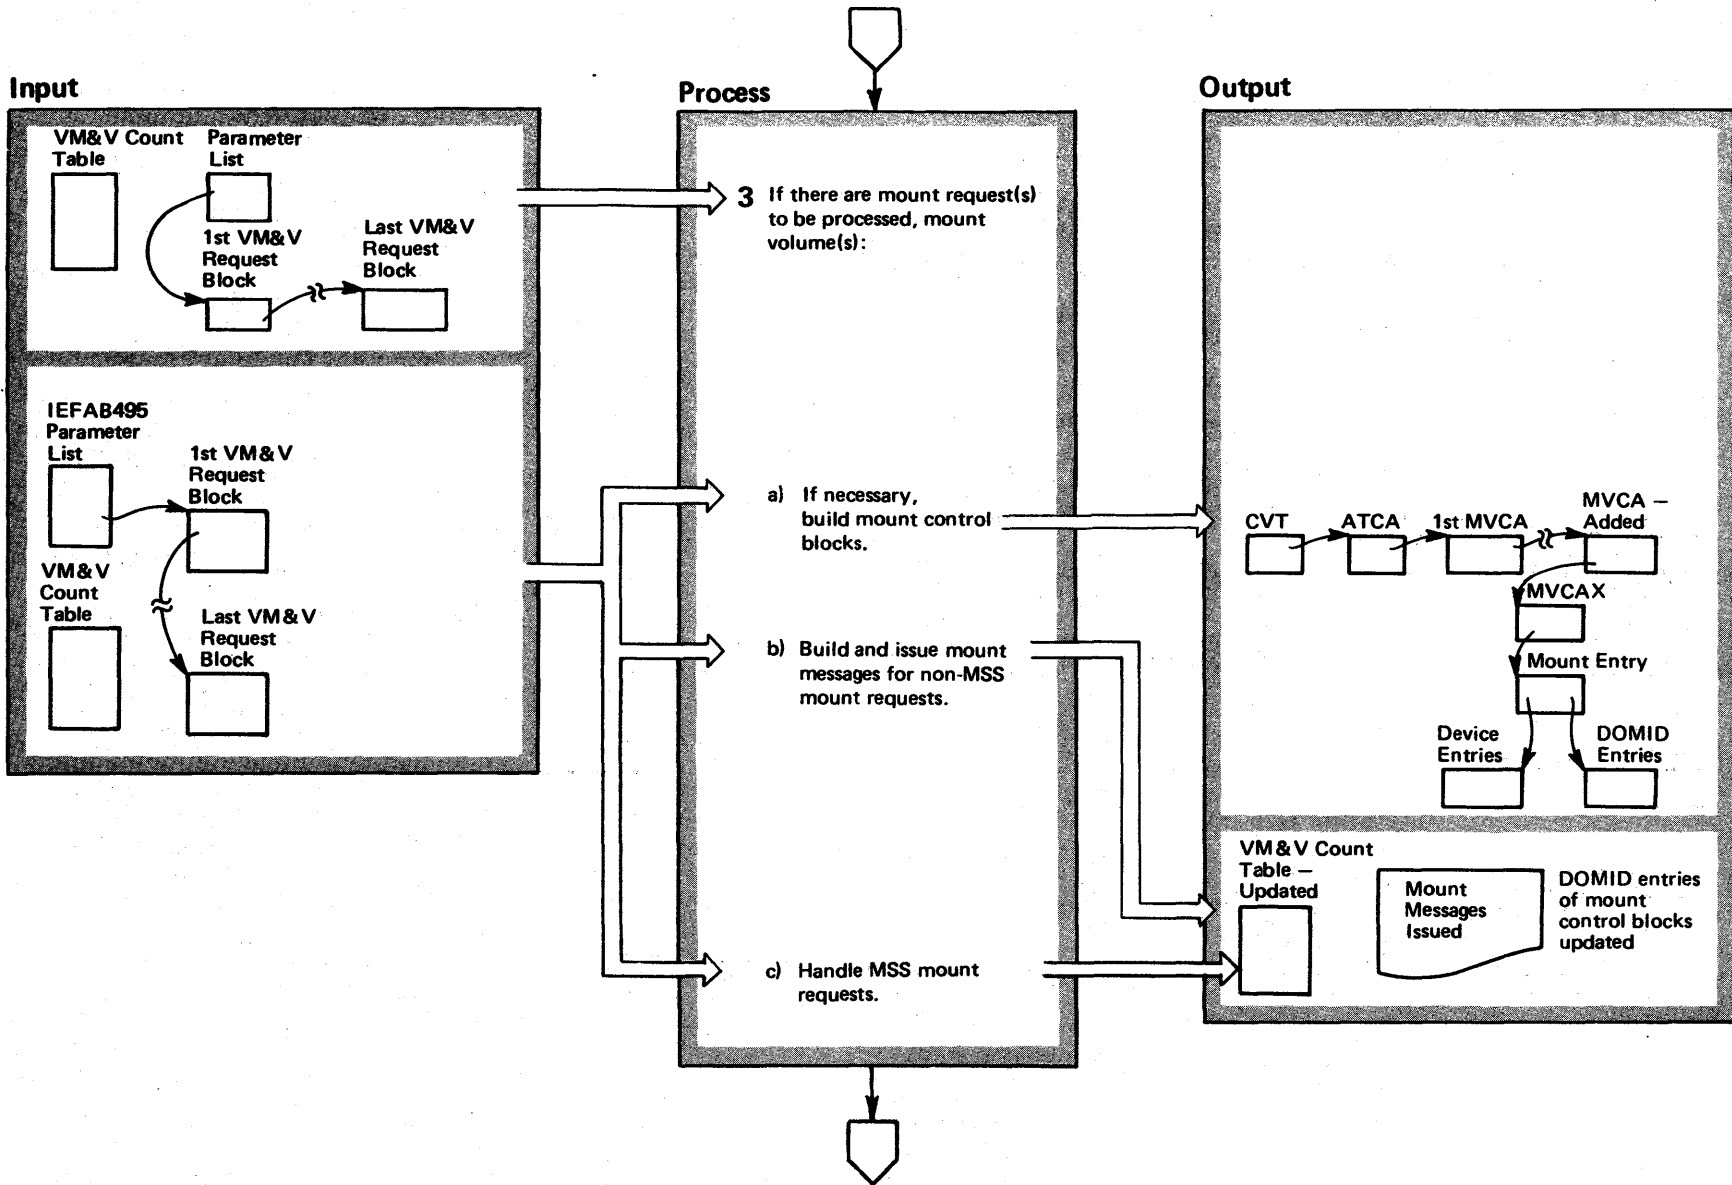 Input
VM&V Count
Table
Parameter
List
1st VM&V
Request
Block
Last VM&V
Request
Block
IEFAB495
Parameter
List
1st VM&V
Request
Block
VM&V
Count
Table
Last VM&V
Request
Block
Process
3 If there are mount request(s)
to be processed, mount
volume(s):
a) If necessary,
build mount control
blocks.
b) Build and issue mount
messages for non-MSS
mount requests.
c) Handle MSS mount
requests.
Output
CVT
ATCA
1st MVCA
MVCA –
Added
MVCAX
Mount Entry
Device
Entries
DOMID
Entries
VM&V Count
Table –
Updated
Mount
Messages
Issued
DOMID entries
of mount
control blocks
updated